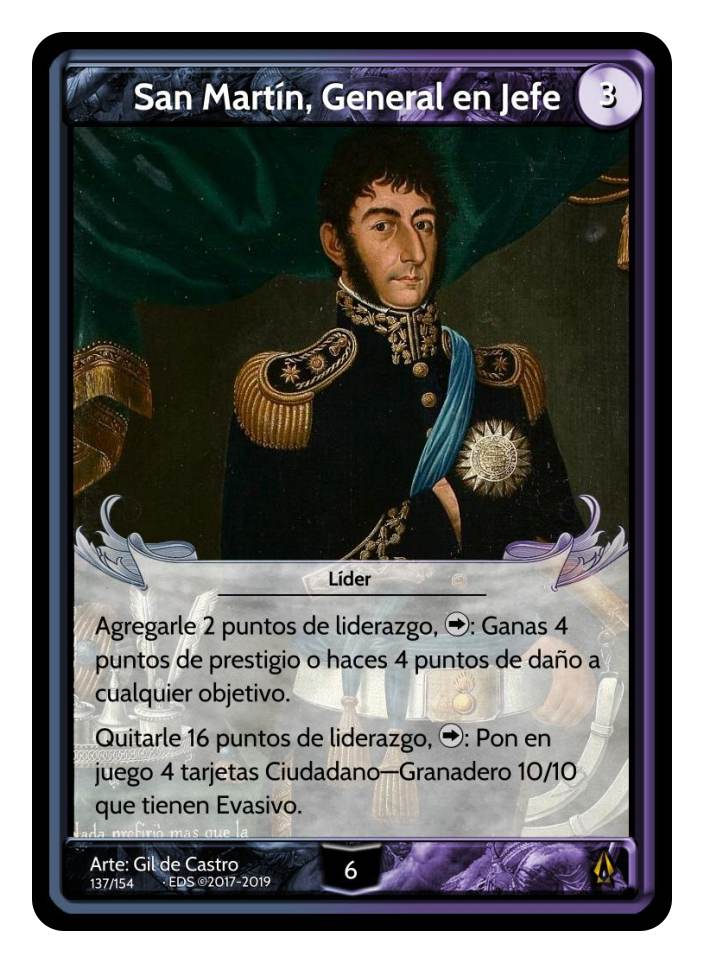 San Martín, General en Jefe
3
Líder
Agregarle 2 puntos de liderazgo, ➡: Ganas 4
puntos de prestigio o haces 4 puntos de daño a
cualquier objetivo.
Quitarle 16 puntos de liderazgo, ➡: Pon en
juego 4 tarjetas Ciudadano—Granadero 10/10
que tienen Evasivo.
nada prefirió mas que la
Arte: Gil de Castro
6
137/154 · EDS ©2017-2019